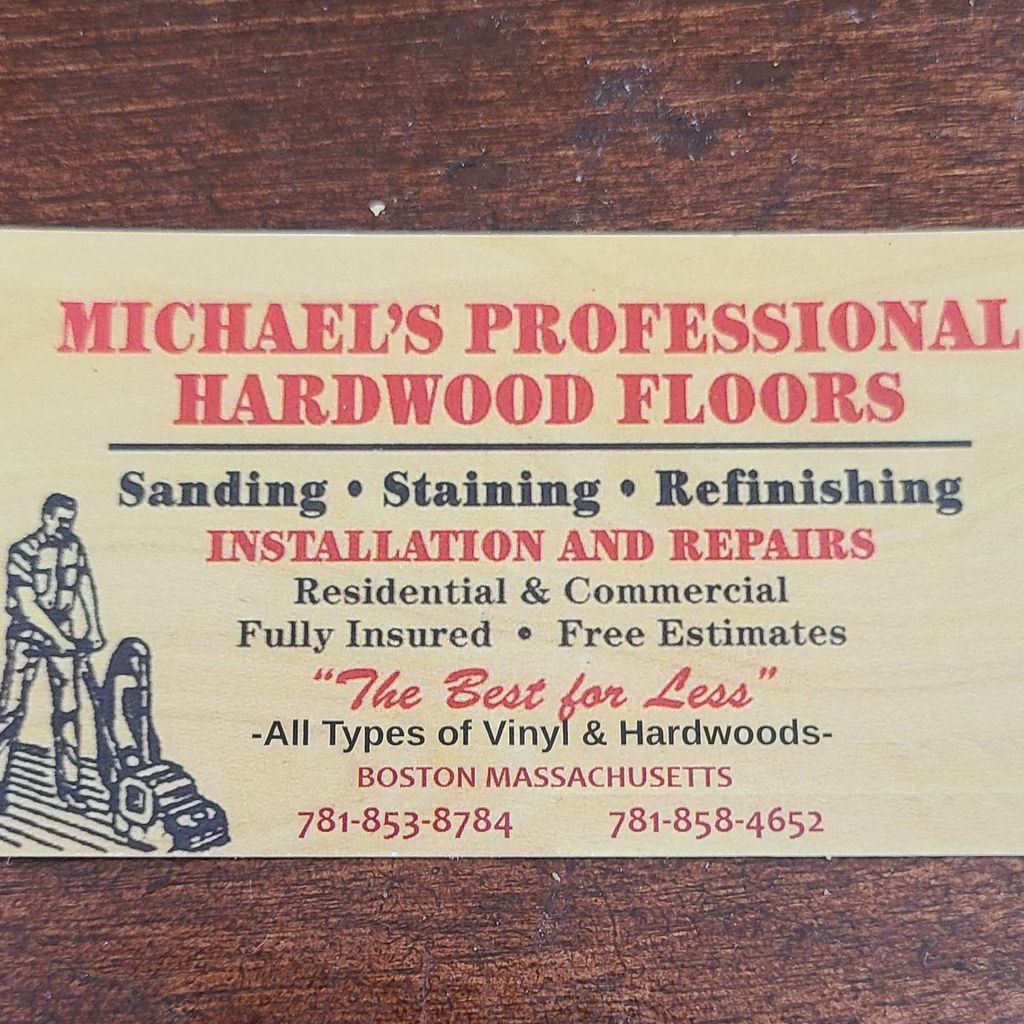 MICHAEL'S PROFESSIONAL
HARDWOOD FLOORS
Sanding • Staining • Refinishing
INSTALLATION AND REPAIRS
Residential & Commercial
Fully Insured • Free Estimates
"The Best for Less"
-All Types of Vinyl & Hardwoods-
BOSTON MASSACHUSETTS
781-853-8784 781-858-4652